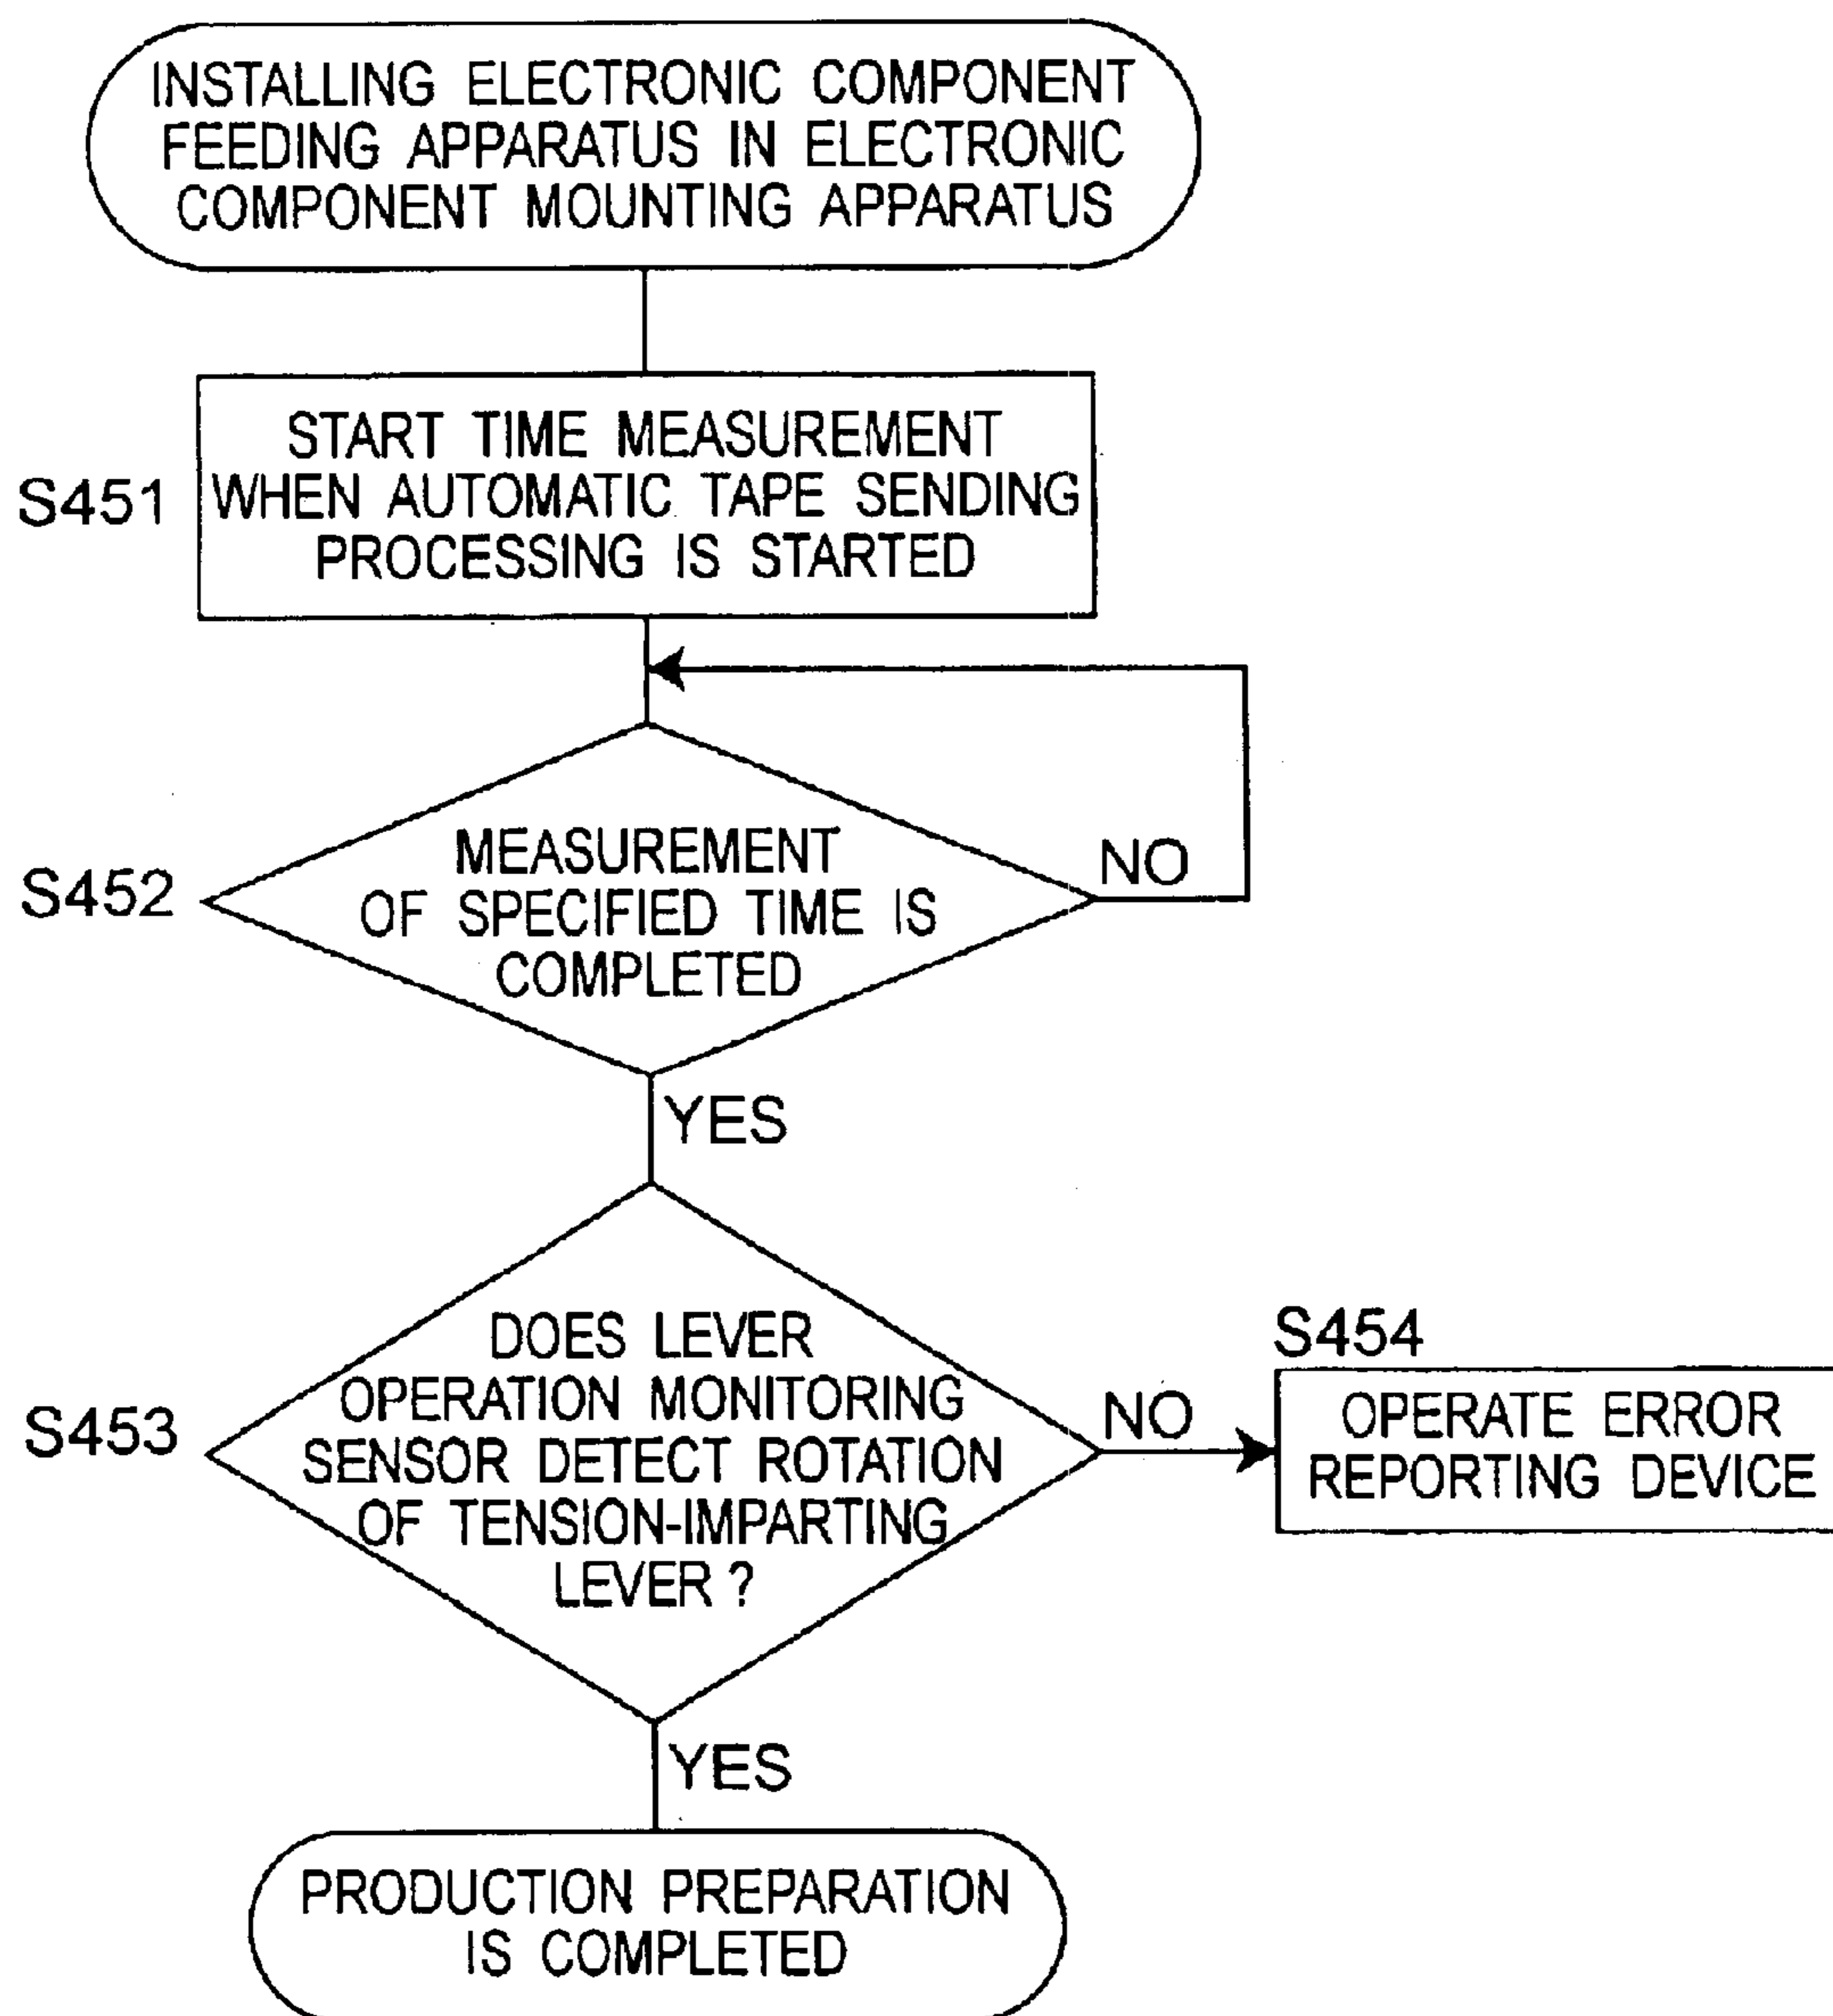 INSTALLING ELECTRONIC COMPONENT
FEEDING APPARATUS IN ELECTRONIC
COMPONENT MOUNTING APPARATUS
S451
START TIME MEASUREMENT
WHEN AUTOMATIC TAPE SENDING
PROCESSING IS STARTED
S452
MEASUREMENT
OF SPECIFIED TIME IS
COMPLETED
NO
YES
S453
DOES LEVER
OPERATION MONITORING
SENSOR DETECT ROTATION
OF TENSION-IMPARTING
LEVER ?
NO
S454
OPERATE ERROR
REPORTING DEVICE
YES
PRODUCTION PREPARATION
IS COMPLETED